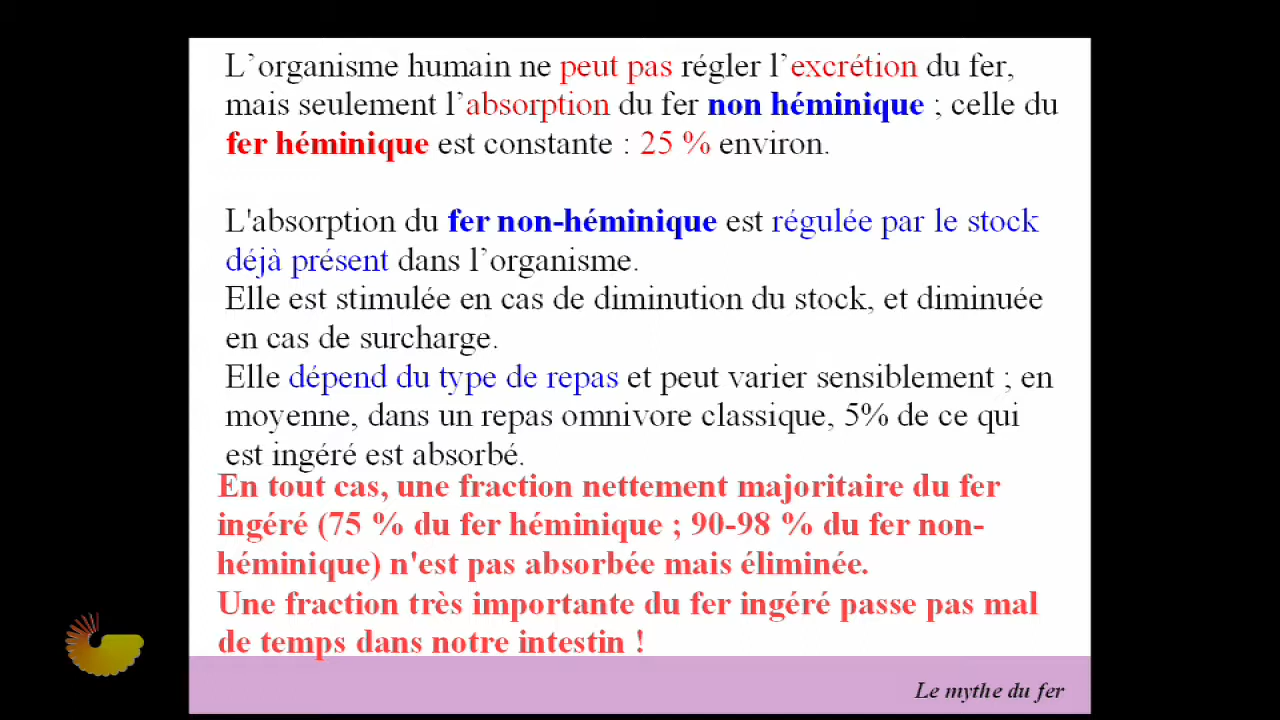 L’organisme humain ne peut pas régler l’excrétion du fer,
mais seulement l’absorption du fer non héminique ; celle du
fer héminique est constante : 25 % environ.
L'absorption du fer non-héminique est régulée par le stock
déjà présent dans l’organisme.
Elle est stimulée en cas de diminution du stock, et diminuée
en cas de surcharge.
Elle dépend du type de repas et peut varier sensiblement ; en
moyenne, dans un repas omnivore classique, 5% de ce qui
est ingéré est absorbé.
En tout cas, une fraction nettement majoritaire du fer
ingéré (75 % du fer héminique ; 90-98 % du fer non-
héminique) n'est pas absorbée mais éliminée.
Une fraction très importante du fer ingéré passe pas mal
de temps dans notre intestin !
Le mythe du fer